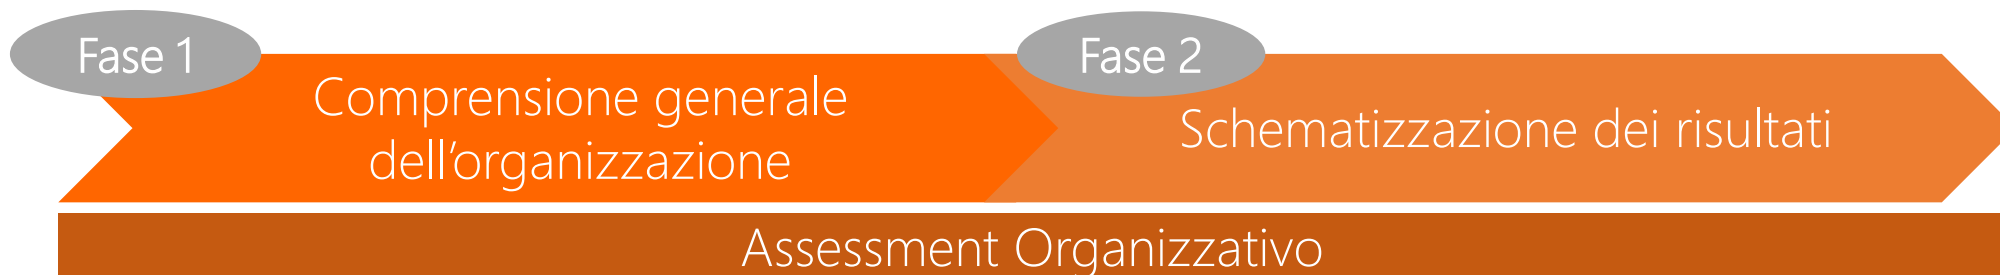 Fase 1
Comprensione generale
dell’organizzazione
Fase 2
Schematizzazione dei risultati
Assessment Organizzativo